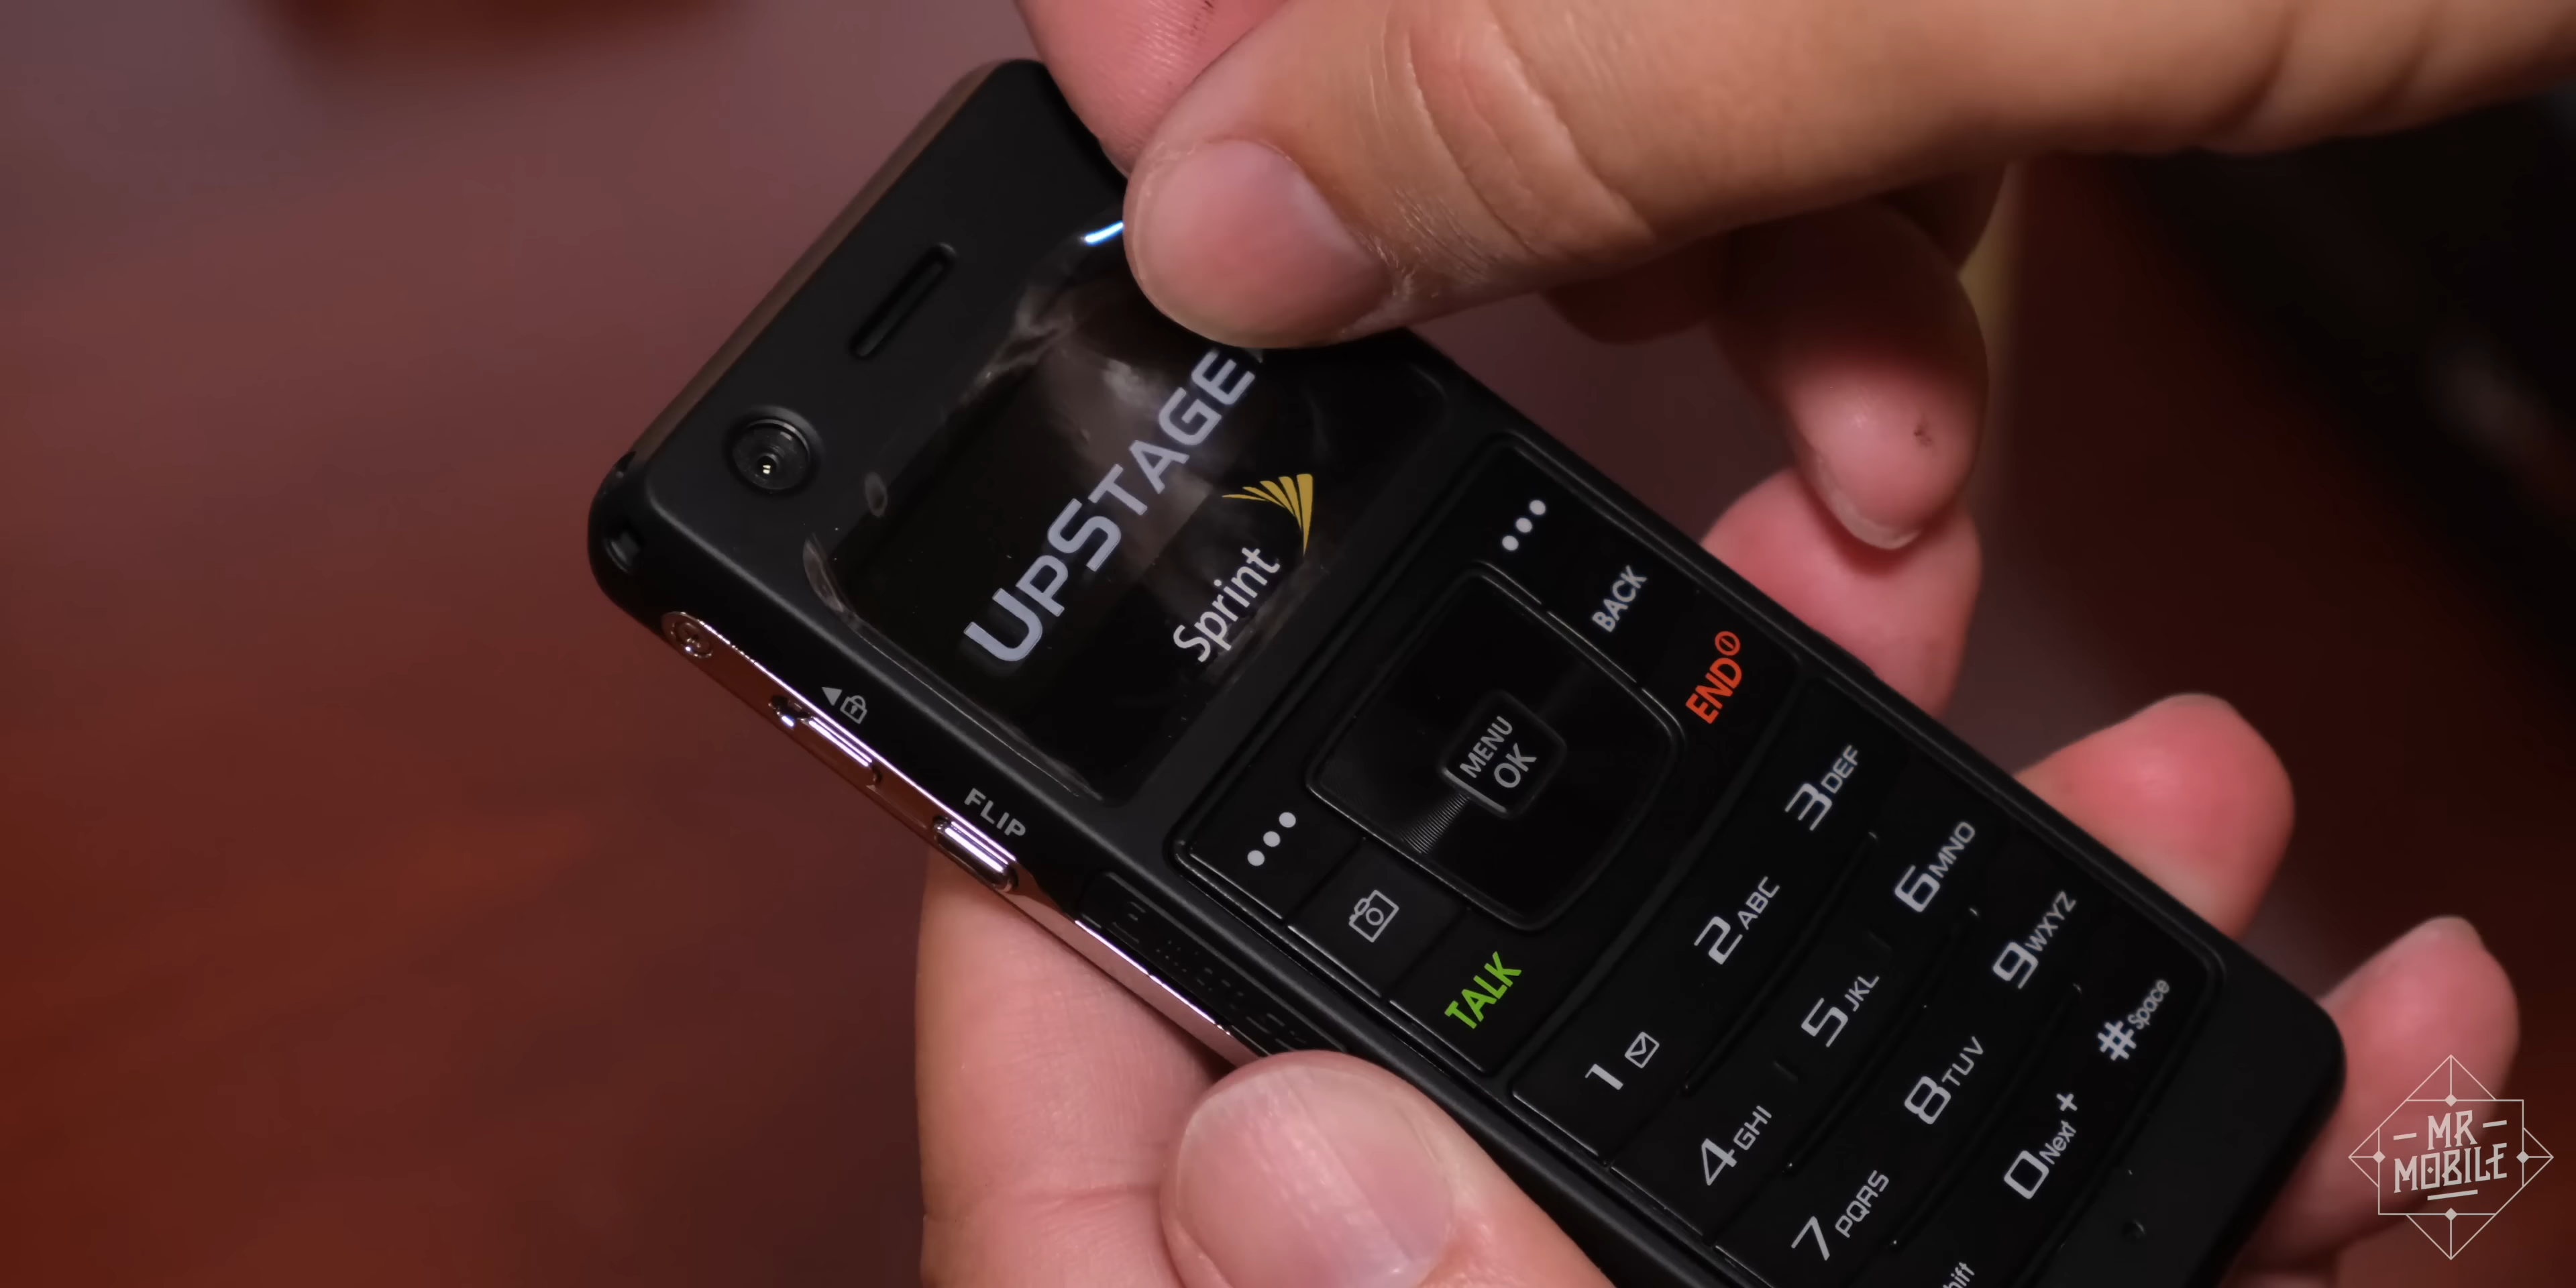 UPSTAGE
Sprint
FLIP
BACK
END
MENU
OK
TALK
1
2ABC
3DEF
4GHI
5JKL
6MNO
7PQRS
8TUV
9WXYZ
0Next +
#Space
MR
MOBILE